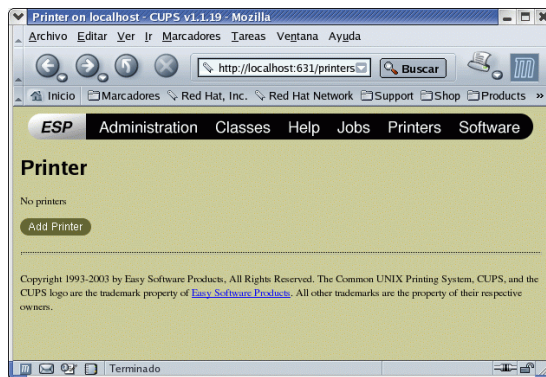 Printer on localhost - CUPS v1.1.19 - Mozilla
Archivo Editar Ver Ir Marcadores Tareas Ventana Ayuda
http://localhost:631/printers Buscar
Inicio Marcadores Red Hat, Inc. Red Hat Network Support Shop Products »
ESP Administration Classes Help Jobs Printers Software
Printer
No printers
Add Printer
Copyright 1993-2003 by Easy Software Products, All Rights Reserved. The Common UNIX Printing System, CUPS, and the
CUPS logo are the trademark property of Easy Software Products. All other trademarks are the property of their respective
owners.
Terminado